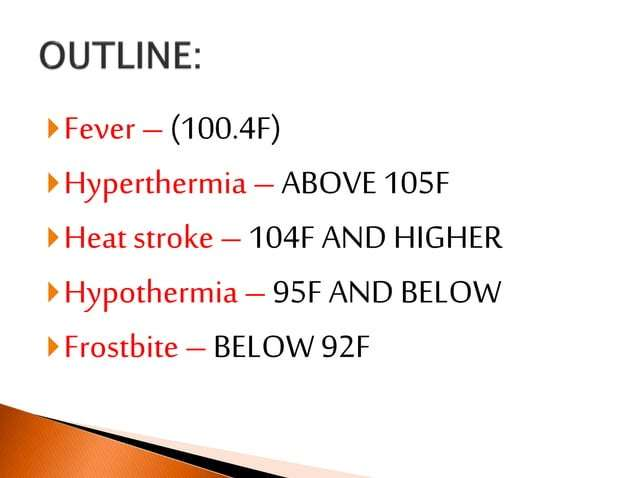 OUTLINE:
Fever – (100.4F)
Hyperthermia – ABOVE 105F
Heat stroke – 104F AND HIGHER
Hypothermia – 95F AND BELOW
Frostbite – BELOW 92F